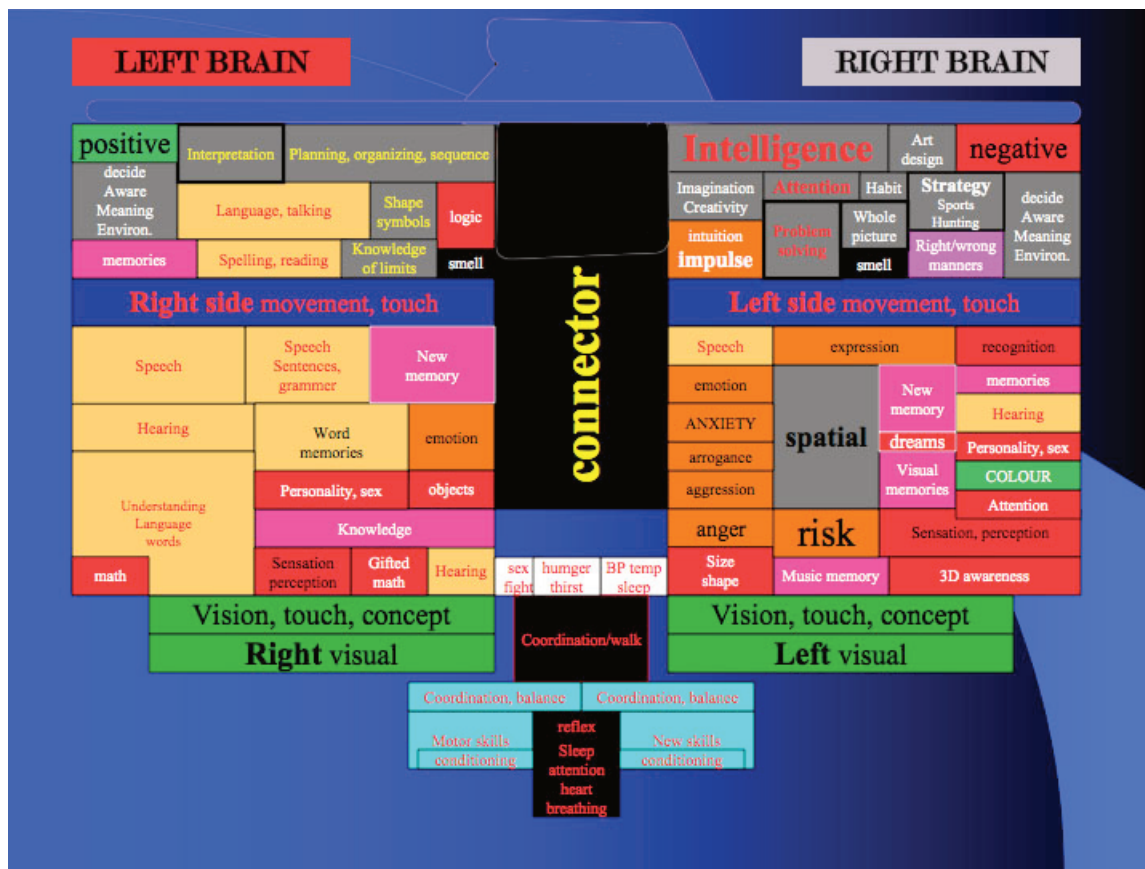 LEFT BRAIN
RIGHT BRAIN
positive
decide
Aware
Meaning
Environ.
memories
Interpretation
Planning, organizing, sequence
Language, talking
Shape
symbols
logic
Spelling, reading
Knowledge
of limits
smell
Right side movement, touch
Speech
Speech
Sentences,
grammer
New
memory
Hearing
Word
memories
emotion
Understanding
Language
words
Personality, sex
objects
Knowledge
math
Sensation
perception
Gifted
math
Hearing
Vision, touch, concept
Right visual
connector
sex
fight
humger
thirst
BP temp
sleep
Coordination/walk
Coordination, balance
Coordination, balance
Motor skills
conditioning
reflex
Sleep
attention
heart
breathing
New skills
conditioning
Intelligence
Art
design
negative
Imagination
Creativity
Attention
Habit
Strategy
Sports
Hunting
decide
Aware
Meaning
Environ.
intuition
impulse
Problem
solving
Whole
picture
smell
Right/wrong
manners
Left side movement, touch
Speech
expression
recognition
emotion
ANXIETY
arrogance
aggression
spatial
New
memory
dreams
Visual
memories
memories
Hearing
Personality, sex
COLOUR
Attention
anger
risk
Sensation, perception
Size
shape
Music memory
3D awareness
Vision, touch, concept
Left visual